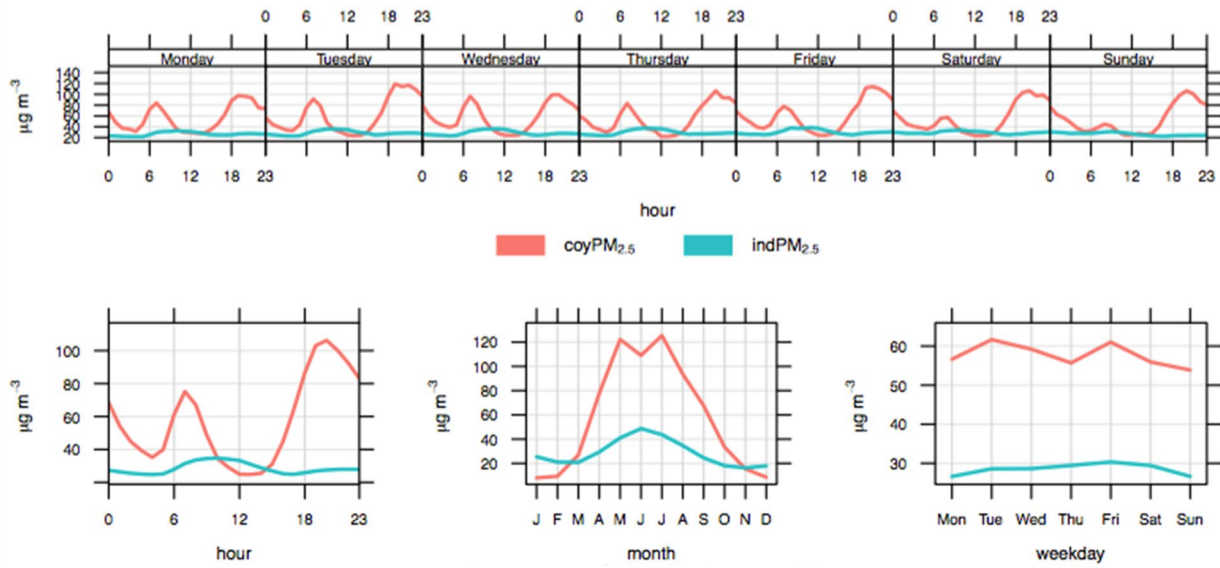 0 6 12 18 23 0 6 12 18 23 0 6 12 18 23
Monday Tuesday Wednesday Thursday Friday Saturday Sunday
140
120
100
80
60
40
20
µg m⁻³
0 6 12 18 23 0 6 12 18 23 0 6 12 18 23 0 6 12 18 23
hour
coyPM₂.₅ indPM₂.₅
100
80
60
40
µg m⁻³
0 6 12 18 23
hour
120
100
80
60
40
20
µg m⁻³
J F M A M J J A S O N D
month
60
50
40
30
µg m⁻³
Mon Tue Wed Thu Fri Sat Sun
weekday